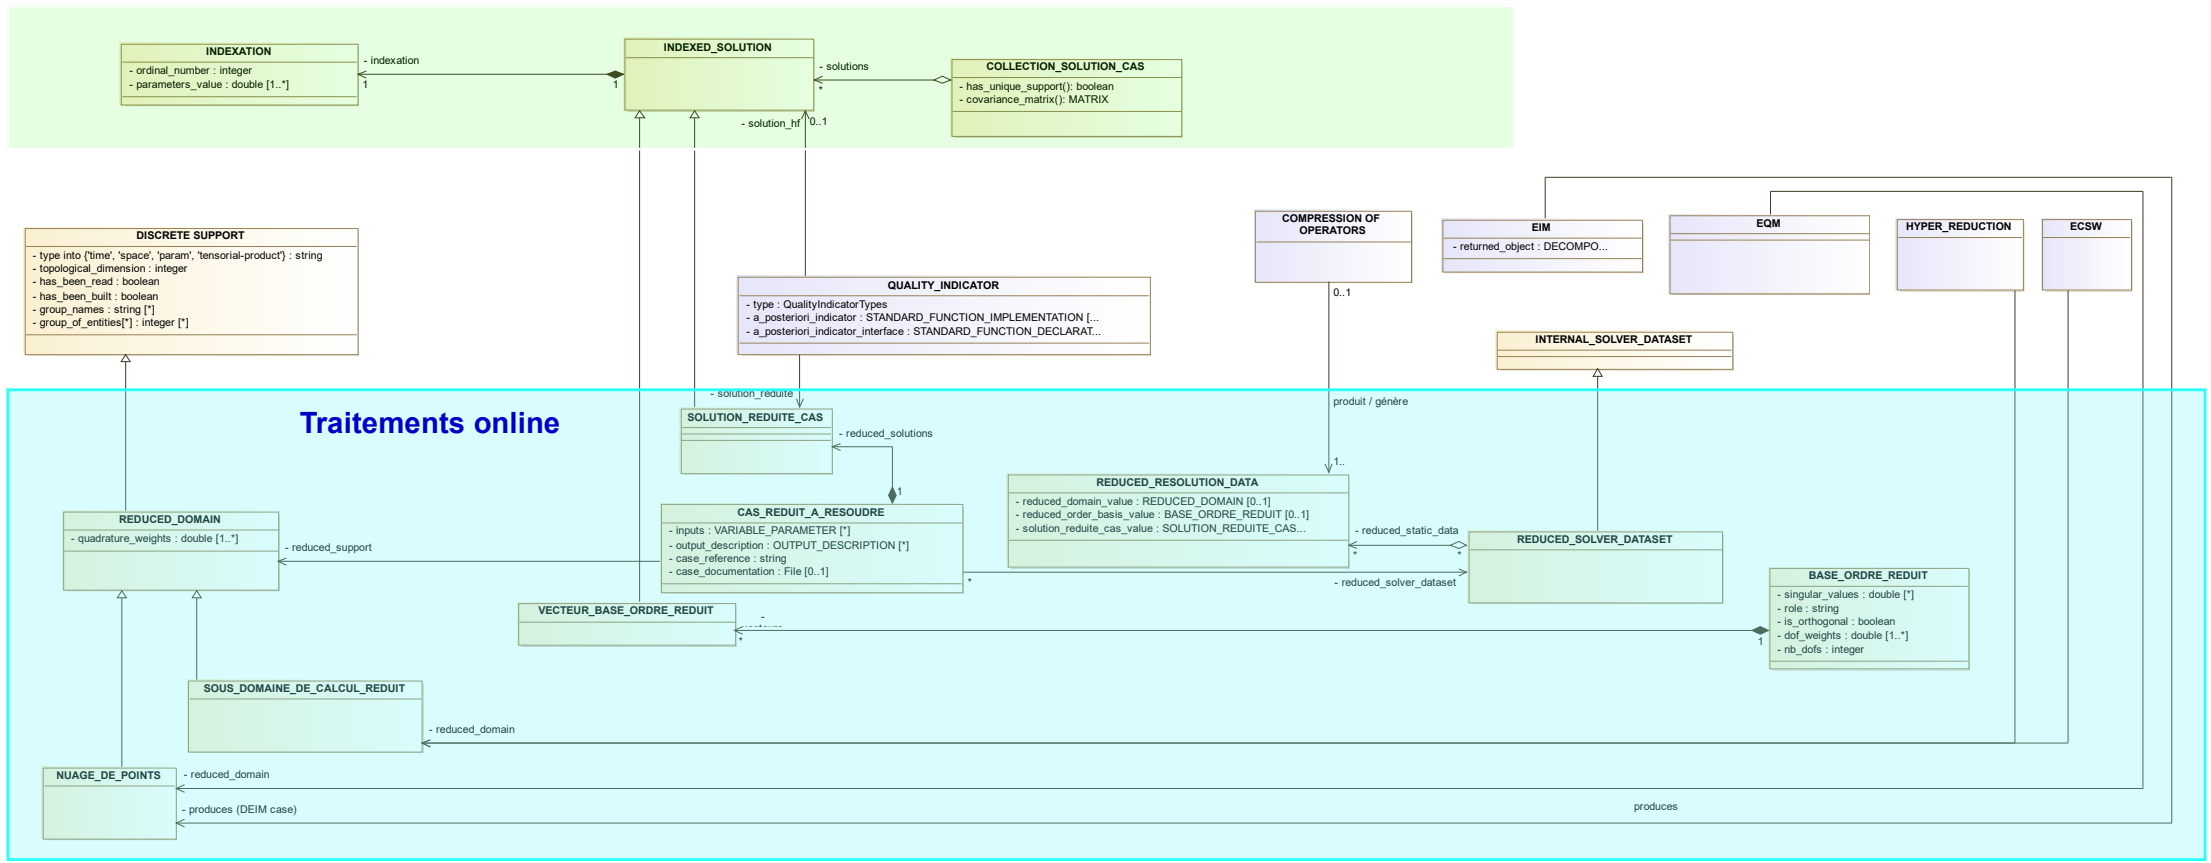 INDEXATION
- ordinal_number : integer
- parameters_value : double [1..*]
- indexation
1
1
INDEXED_SOLUTION
- solutions
*
COLLECTION_SOLUTION_CAS
- has_unique_support(): boolean
- covariance_matrix(): MATRIX
- solution_hf
0..1
DISCRETE SUPPORT
- type into {'time', 'space', 'param', 'tensorial-product'} : string
- topological_dimension : integer
- has_been_read : boolean
- has_been_built : boolean
- group_names : string [*]
- group_of_entities[*] : integer [*]
QUALITY_INDICATOR
- type : QualityIndicatorTypes
- a_posteriori_indicator : STANDARD_FUNCTION_IMPLEMENTATION [...
- a_posteriori_indicator_interface : STANDARD_FUNCTION_DECLARAT...
COMPRESSION OF
OPERATORS
0..1
EIM
- returned_object : DECOMPO...
EQM
HYPER_REDUCTION
ECSW
INTERNAL_SOLVER_DATASET
Traitements online
- solution_reduite
SOLUTION_REDUITE_CAS
- reduced_solutions
1
produit / génère
1..
REDUCED_DOMAIN
- quadrature_weights : double [1..*]
- reduced_support
CAS_REDUIT_A_RESOUDRE
- inputs : VARIABLE_PARAMETER [*]
- output_description : OUTPUT_DESCRIPTION [*]
- case_reference : string
- case_documentation : File [0..1]
*
REDUCED_RESOLUTION_DATA
- reduced_domain_value : REDUCED_DOMAIN [0..1]
- reduced_order_basis_value : BASE_ORDRE_REDUIT [0..1]
- solution_reduite_cas_value : SOLUTION_REDUITE_CAS...
- reduced_static_data
*
*
- reduced_solver_dataset
REDUCED_SOLVER_DATASET
BASE_ORDRE_REDUIT
- singular_values : double [*]
- role : string
- is_orthogonal : boolean
- dof_weights : double [1..*]
- nb_dofs : integer
1
VECTEUR_BASE_ORDRE_REDUIT
-
*
SOUS_DOMAINE_DE_CALCUL_REDUIT
- reduced_domain
NUAGE_DE_POINTS
- reduced_domain
- produces (DEIM case)
produces